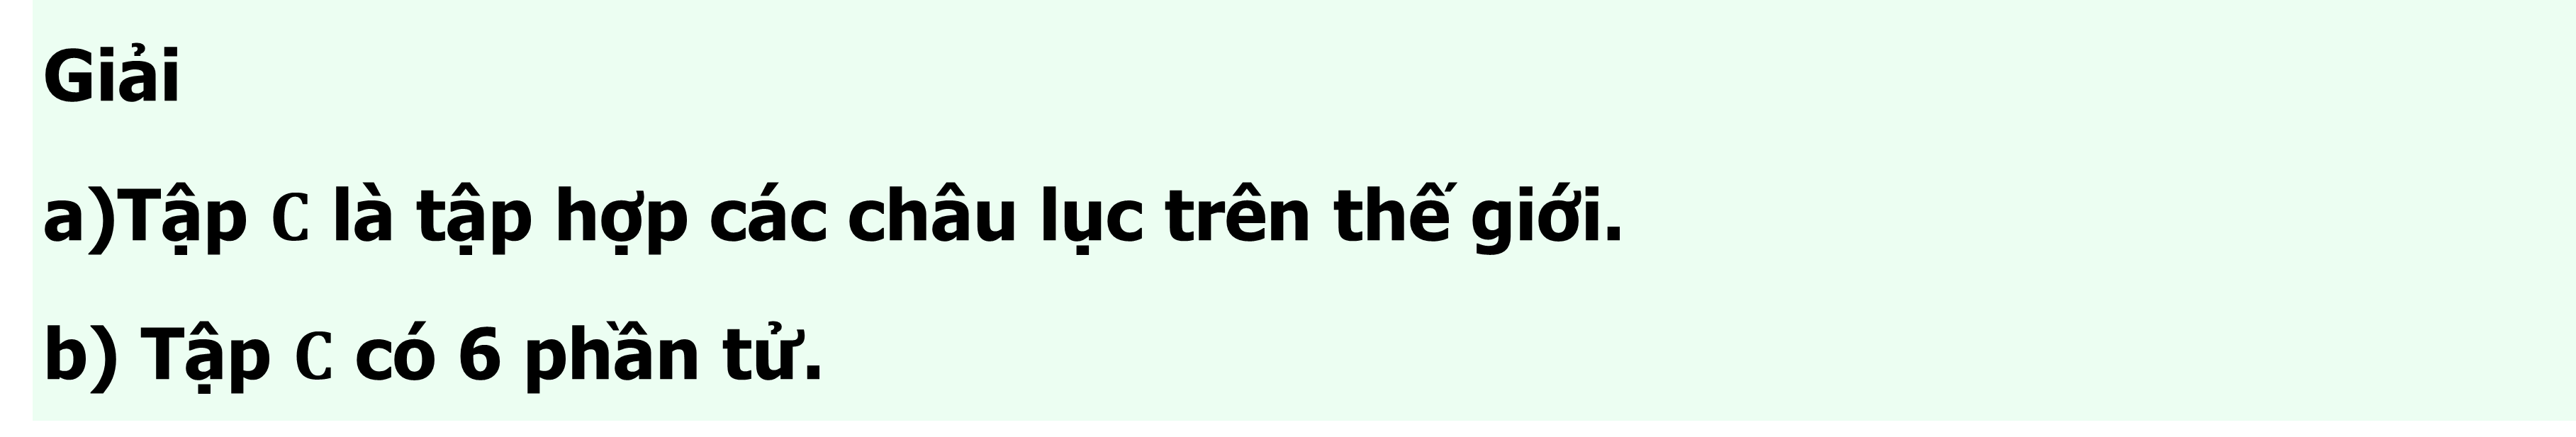 Giải
a)Tập C là tập hợp các châu lục trên thế giới.
b) Tập C có 6 phần tử.